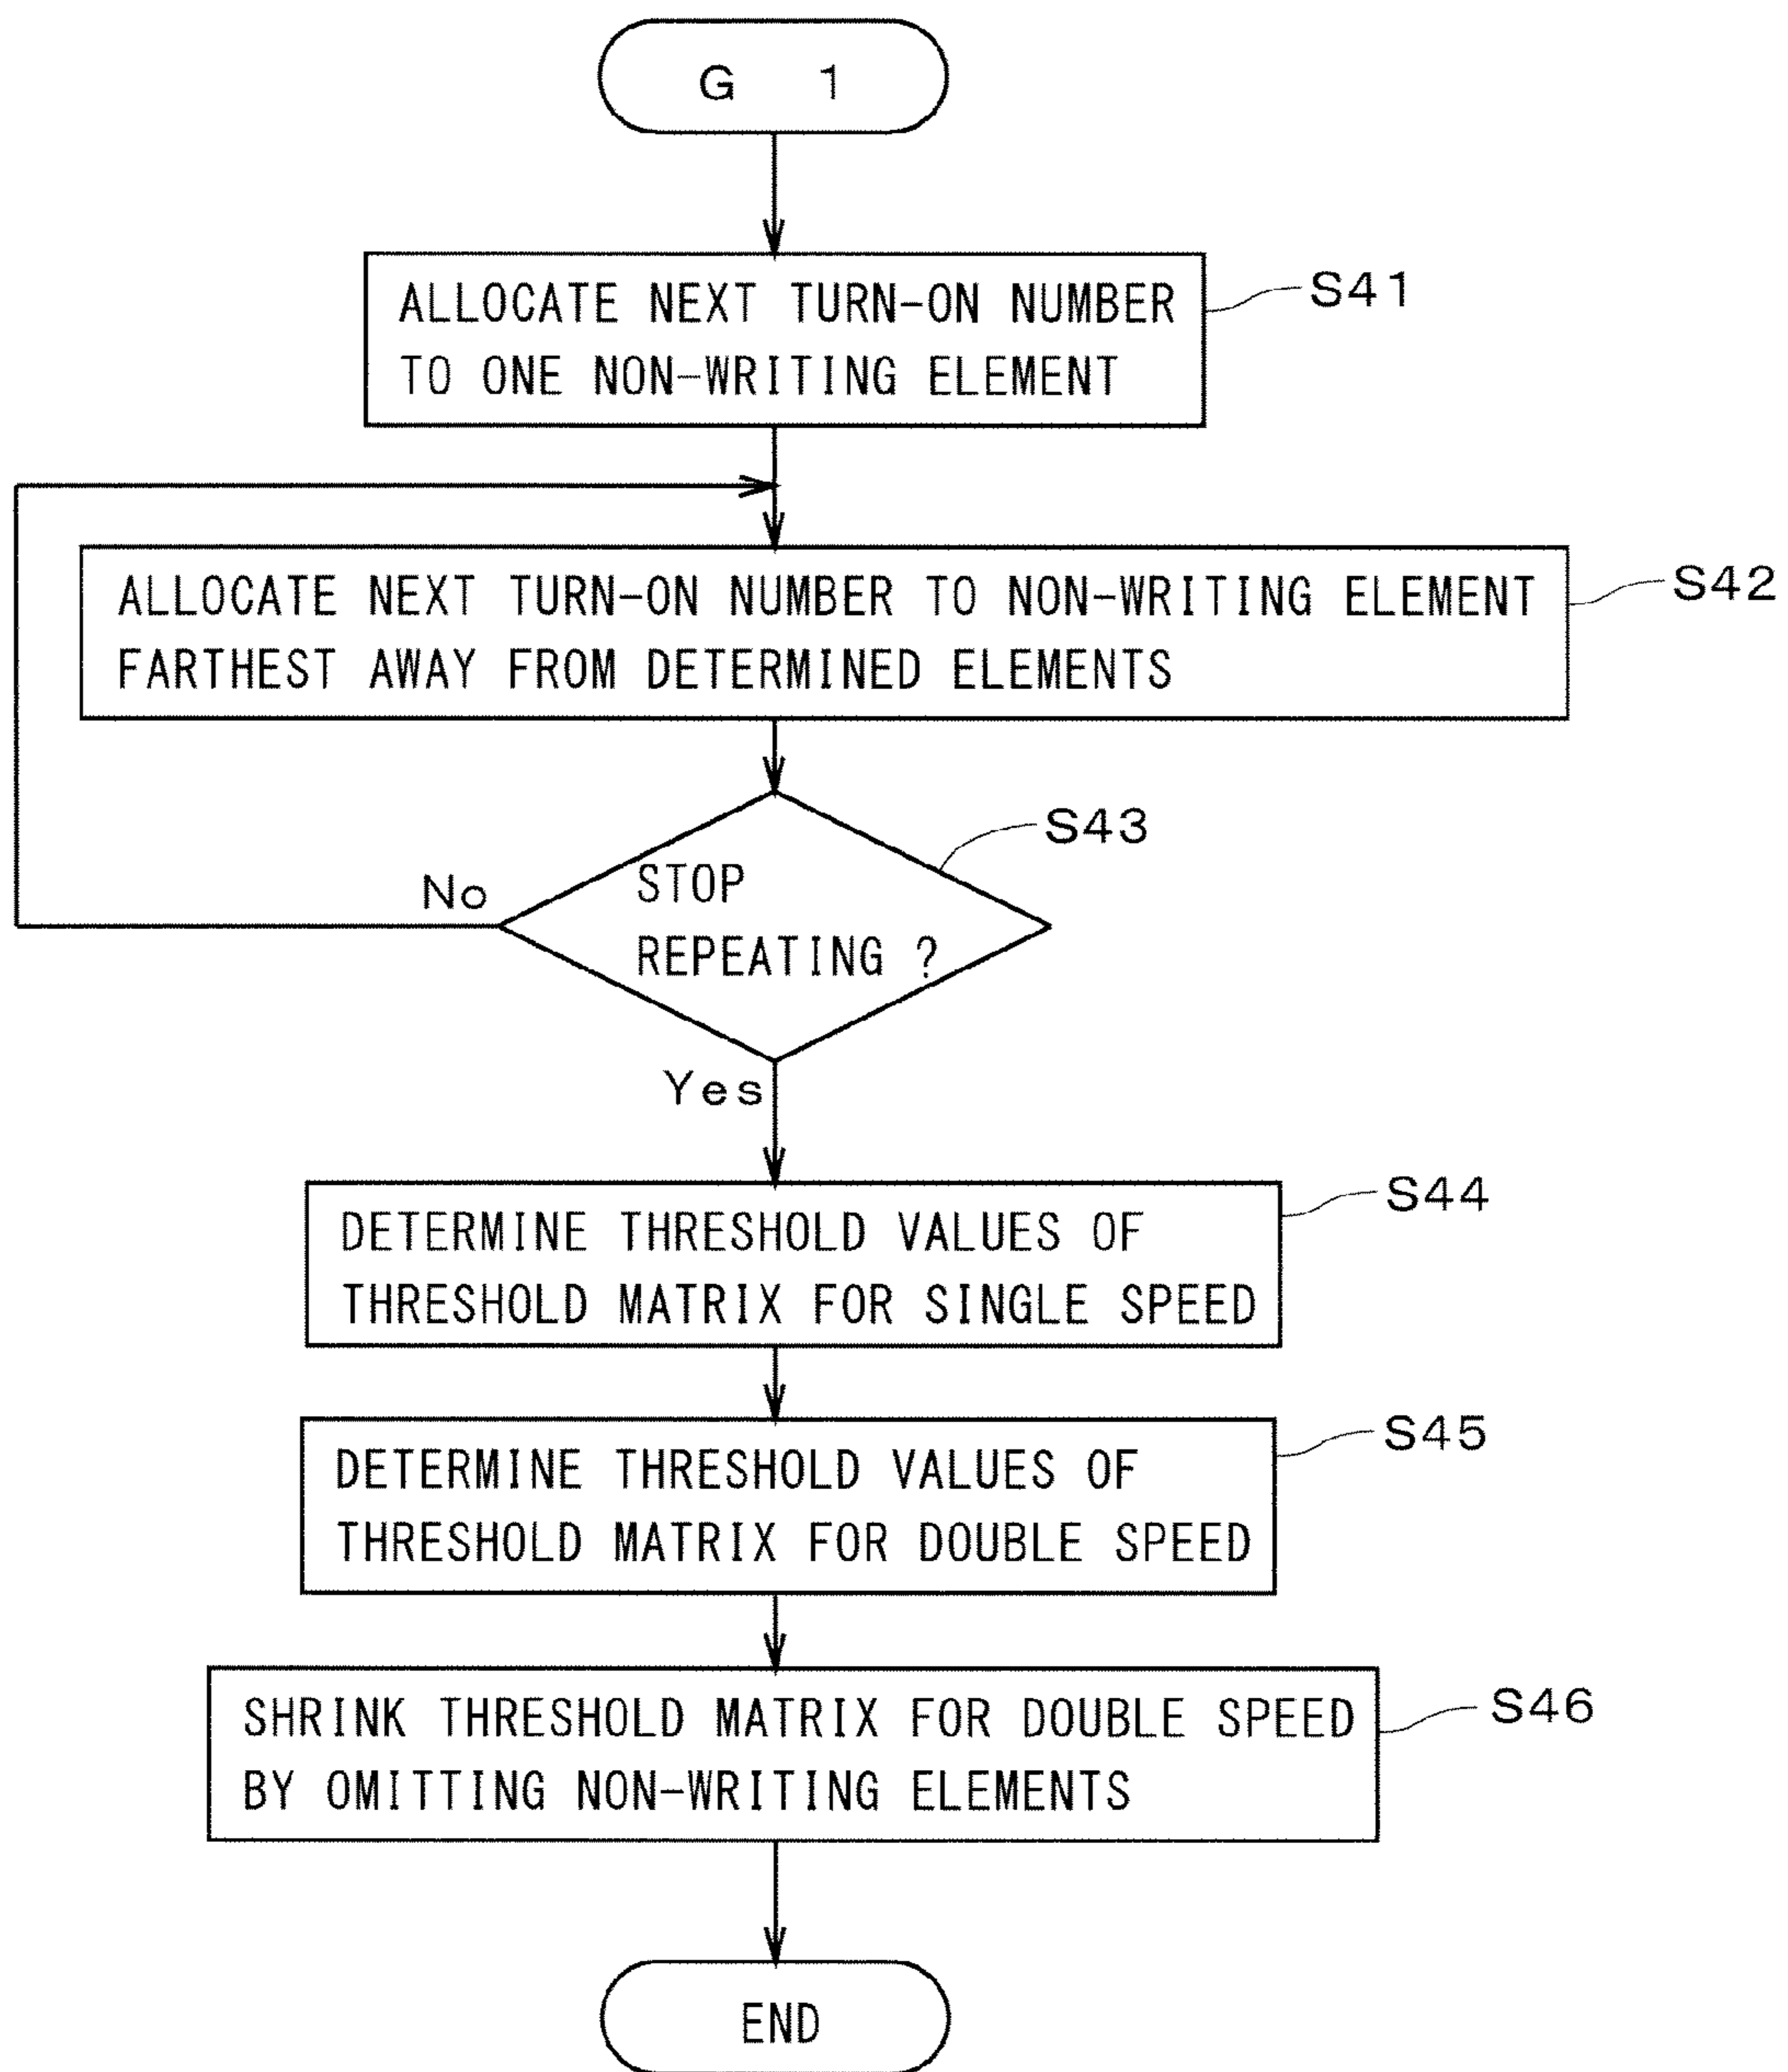 G 1
ALLOCATE NEXT TURN-ON NUMBER
TO ONE NON-WRITING ELEMENT
S41
ALLOCATE NEXT TURN-ON NUMBER TO NON-WRITING ELEMENT
FARTHEST AWAY FROM DETERMINED ELEMENTS
S42
STOP
REPEATING ?
S43
No
Yes
DETERMINE THRESHOLD VALUES OF
THRESHOLD MATRIX FOR SINGLE SPEED
S44
DETERMINE THRESHOLD VALUES OF
THRESHOLD MATRIX FOR DOUBLE SPEED
S45
SHRINK THRESHOLD MATRIX FOR DOUBLE SPEED
BY OMITTING NON-WRITING ELEMENTS
S46
END